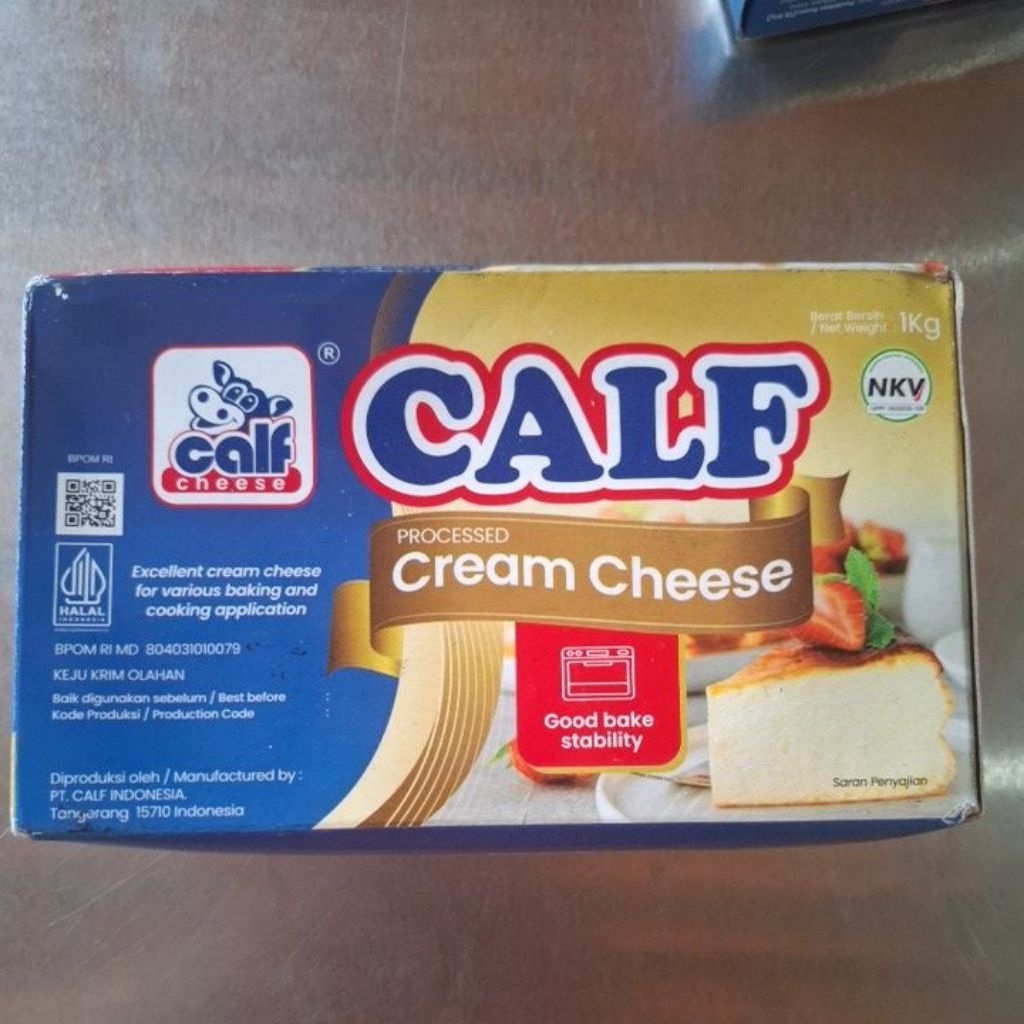 Berat Bersih :
/ Net Weight : 1Kg
NKV
®
calf
cheese
CALF
BPOM RI
PROCESSED
Cream Cheese
HALAL
INDONESIA
Excellent cream cheese
for various baking and
cooking application
BPOM RI MD 804031010079
KEJU KRIM OLAHAN
Baik digunakan sebelum / Best before :
Kode Produksi / Production Code :
Good bake
stability
Diproduksi oleh / Manufactured by :
PT. CALF INDONESIA.
Tangerang 15710 Indonesia
Saran Penyajian